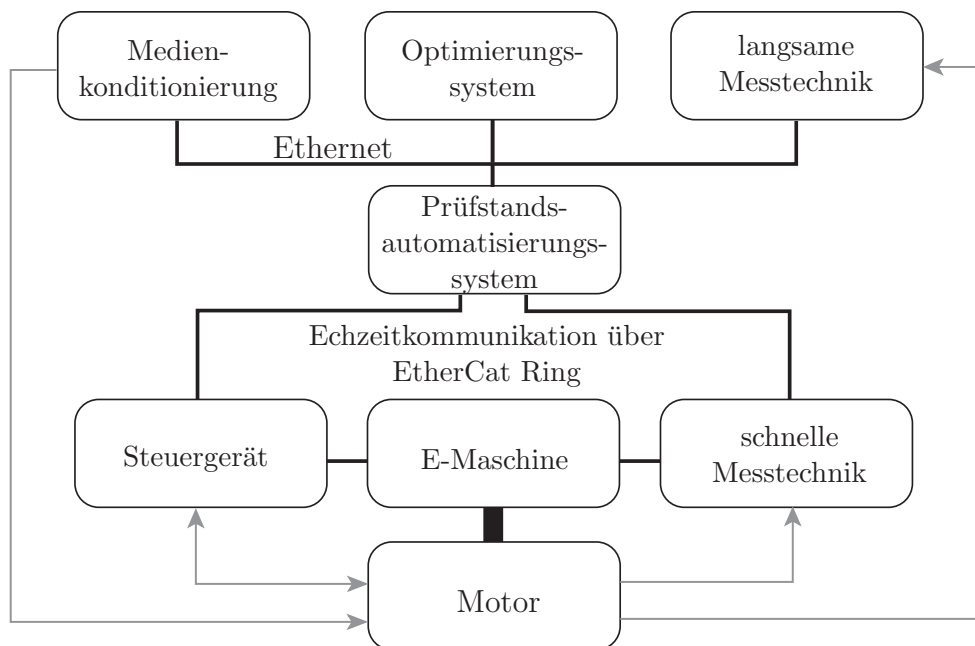 Medien-
konditionierung
Optimierungs-
system
langsame
Messtechnik
Ethernet
Prüfstands-
automatisierungs-
system
Echzeitkommunikation über
EtherCat Ring
Steuergerät
E-Maschine
schnelle
Messtechnik
Motor